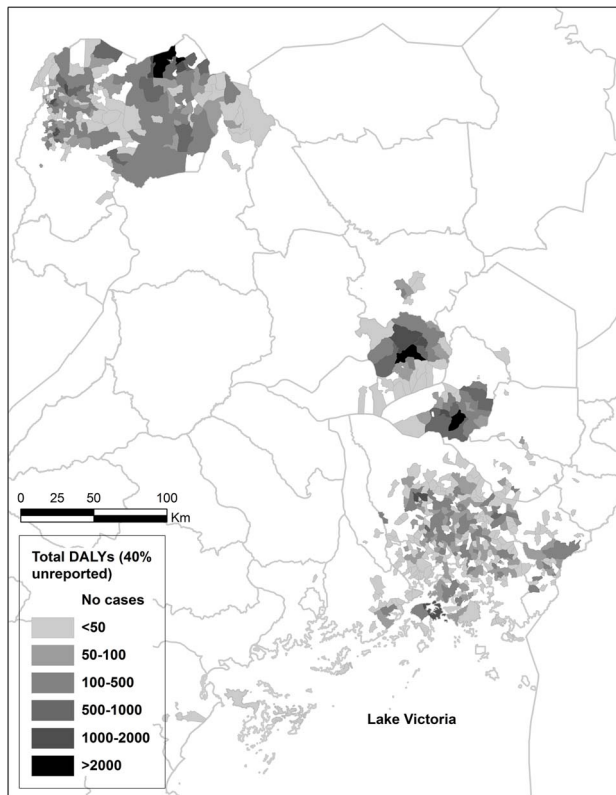 0 25 50 100
Km
Total DALYs (40%
unreported)
No cases
<50
50-100
100-500
500-1000
1000-2000
>2000
Lake Victoria